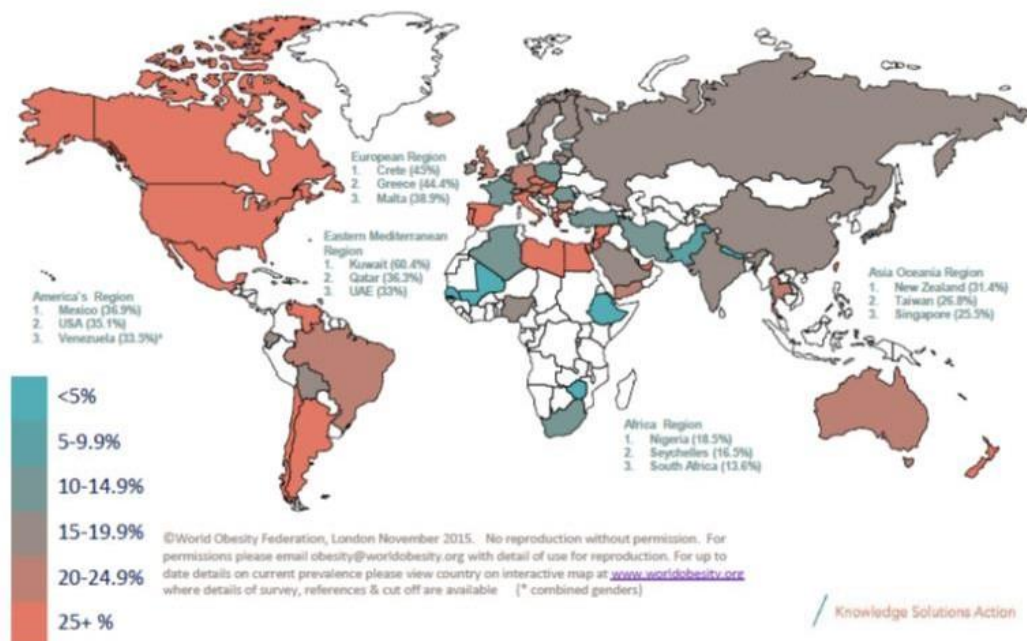 European Region
1. Crete (45%)
2. Greece (44.4%)
3. Malta (38.9%)
Eastern Mediterranean
Region
1. Kuwait (60.4%)
2. Qatar (36.3%)
3. UAE (33%)
America's Region
1. Mexico (36.9%)
2. USA (35.1%)
3. Venezuela (33.5%)*
Asia Oceania Region
1. New Zealand (31.4%)
2. Taiwan (26.8%)
3. Singapore (25.5%)
Africa Region
1. Nigeria (18.5%)
2. Seychelles (16.5%)
3. South Africa (13.6%)
<5%
5-9.9%
10-14.9%
15-19.9%
20-24.9%
25+ %
©World Obesity Federation, London November 2015. No reproduction without permission. For
permissions please email obesity@worldobesity.org with detail of use for reproduction. For up to
date details on current prevalence please view country on interactive map at www.worldobesity.org
where details of survey, references & cut off are available (* combined genders)
Knowledge Solutions Action